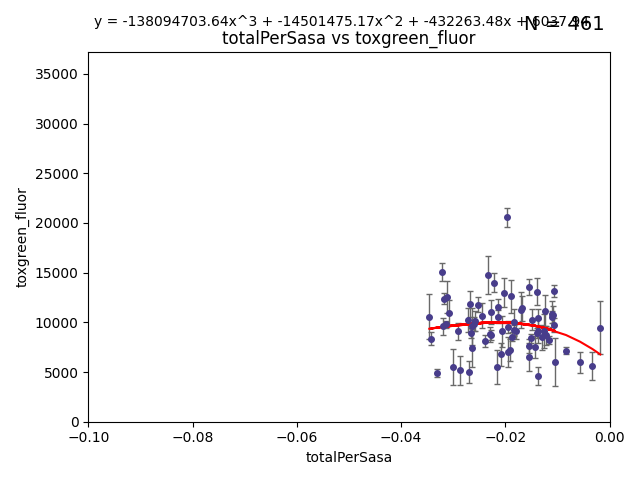 y = -138094703.64x^3 + -14501475.17x^2 + -432263.48x + 6037.94
N = 461
totalPerSasa vs toxgreen_fluor
35000
30000
25000
20000
15000
10000
5000
0
toxgreen_fluor
−0.10 −0.08 −0.06 −0.04 −0.02 0.00
totalPerSasa